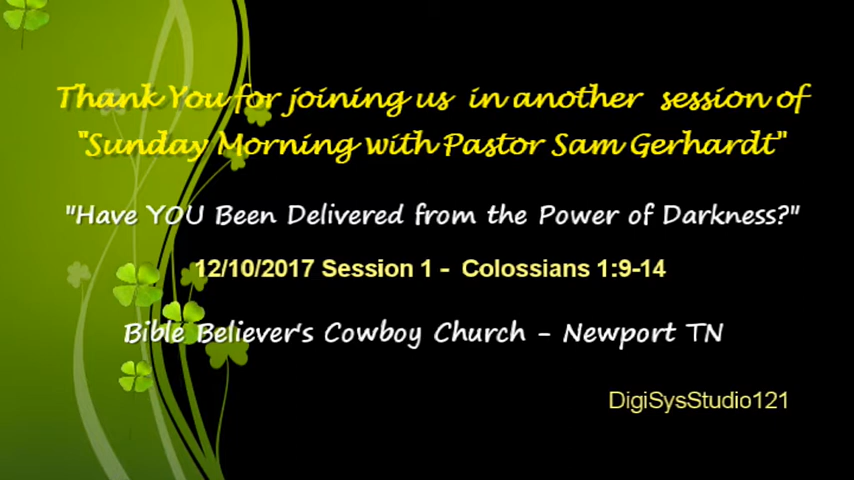 Thank You for joining us in another session of
"Sunday Morning with Pastor Sam Gerhardt"
"Have YOU Been Delivered from the Power of Darkness?"
12/10/2017 Session 1 - Colossians 1:9-14
Bible Believer's Cowboy Church - Newport TN
DigiSysStudio121